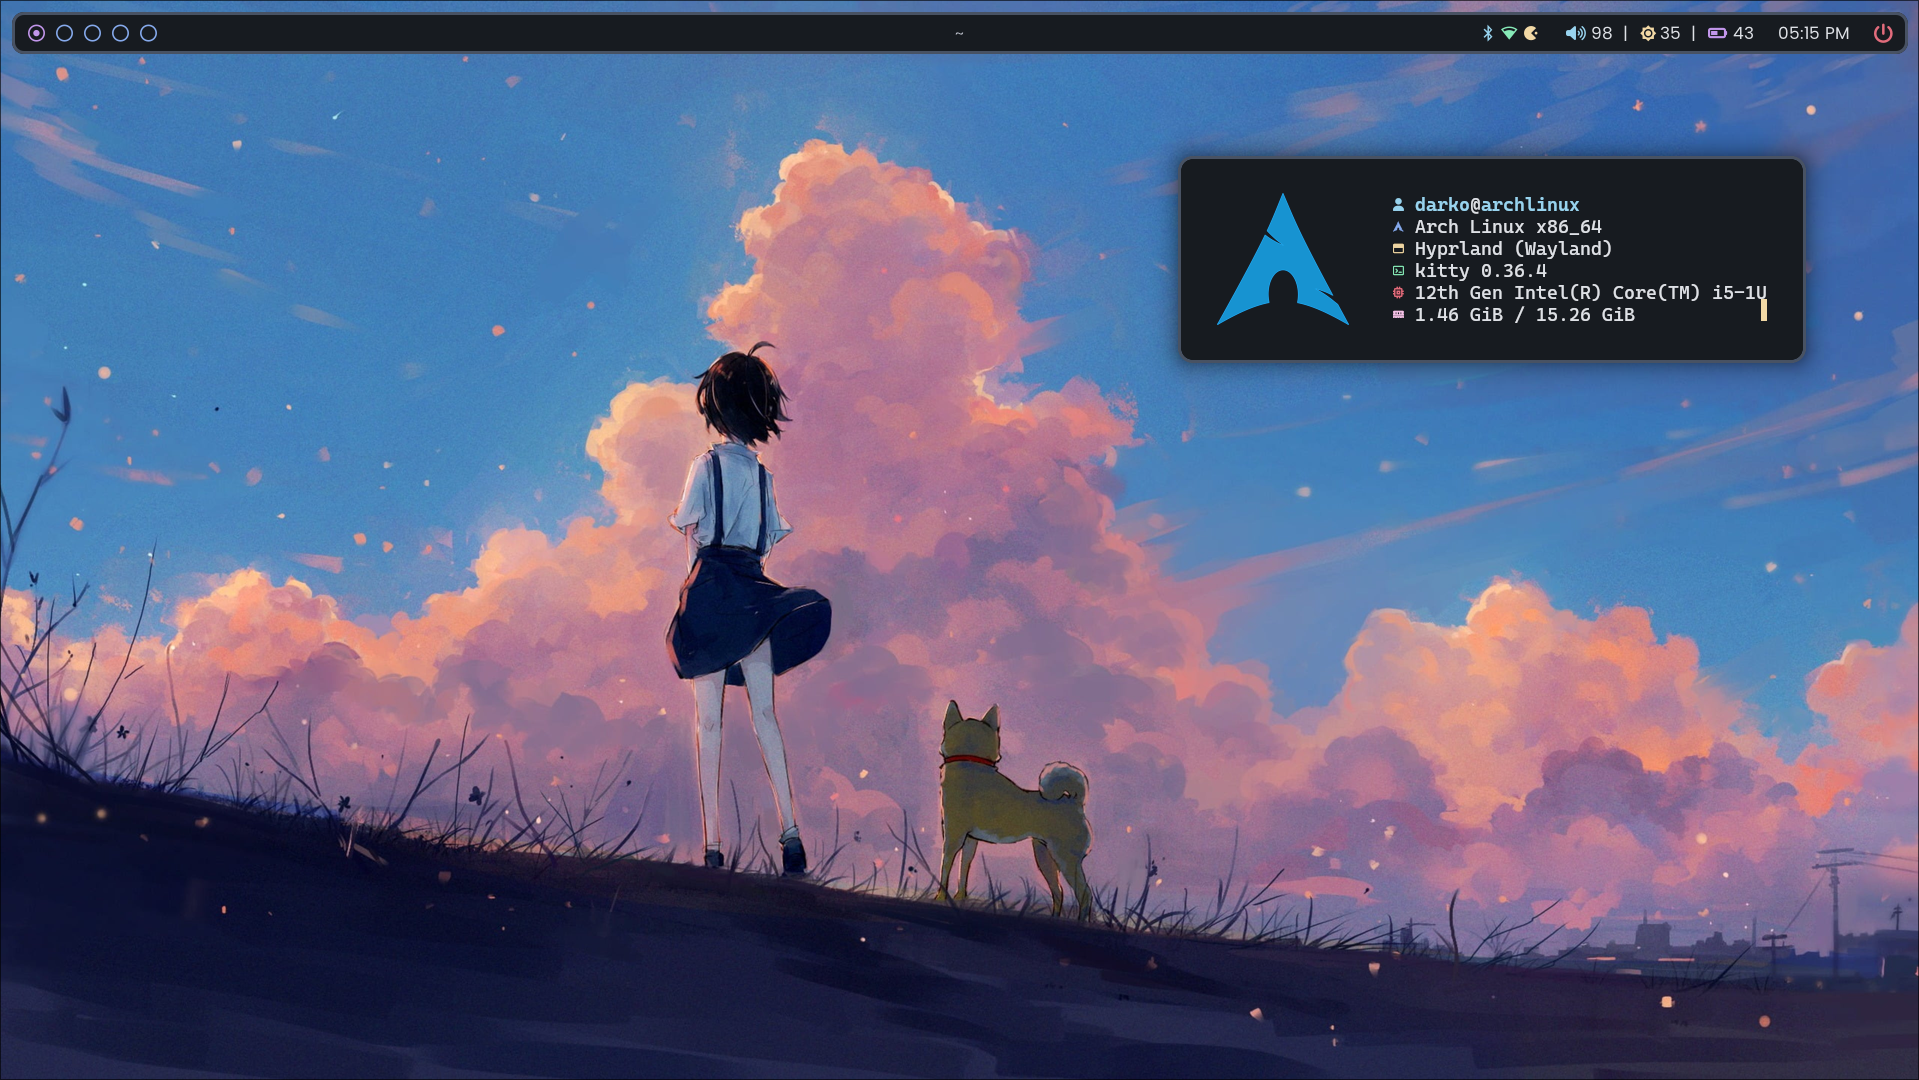 ~
98 | 35 | 43 05:15 PM
darko@archlinux
Arch Linux x86_64
Hyprland (Wayland)
kitty 0.36.4
12th Gen Intel(R) Core(TM) i5-1U
1.46 GiB / 15.26 GiB